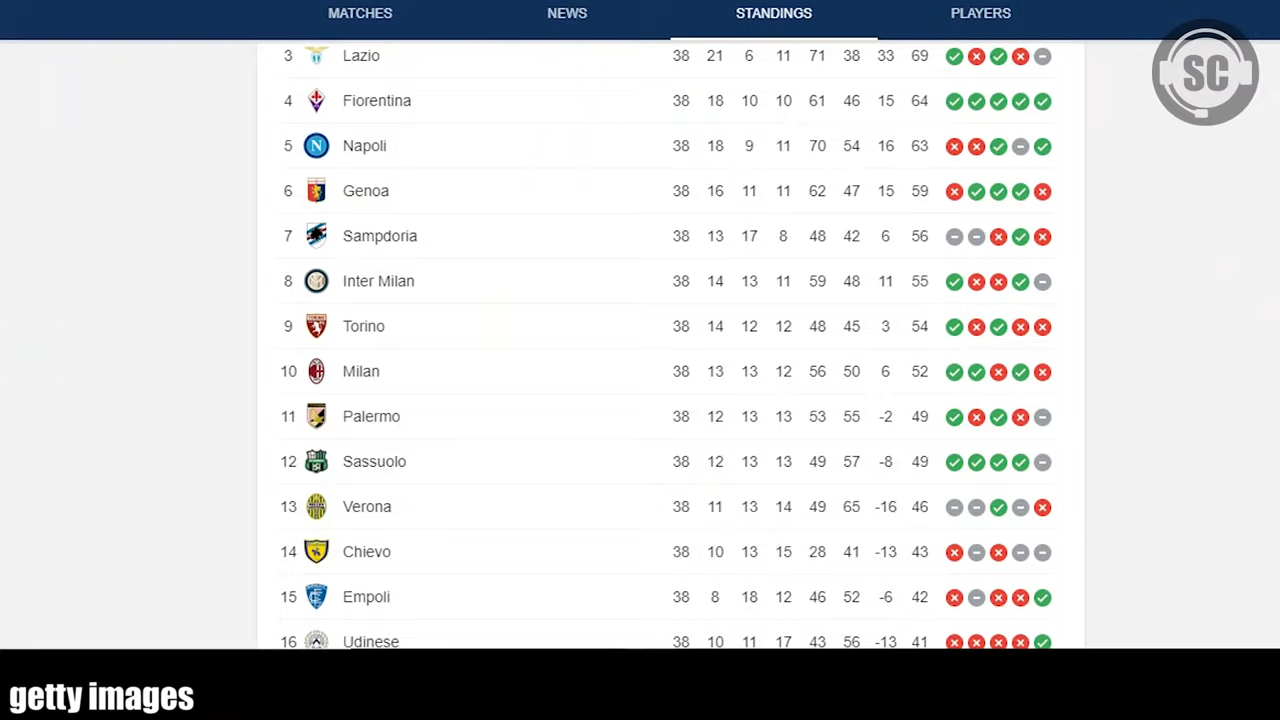 MATCHES NEWS STANDINGS PLAYERS
SC
3 Lazio 38 21 6 11 71 38 33 69
4 Fiorentina 38 18 10 10 61 46 15 64
5 Napoli 38 18 9 11 70 54 16 63
6 Genoa 38 16 11 11 62 47 15 59
7 Sampdoria 38 13 17 8 48 42 6 56
8 Inter Milan 38 14 13 11 59 48 11 55
9 Torino 38 14 12 12 48 45 3 54
10 Milan 38 13 13 12 56 50 6 52
11 Palermo 38 12 13 13 53 55 -2 49
12 Sassuolo 38 12 13 13 49 57 -8 49
13 Verona 38 11 13 14 49 65 -16 46
14 Chievo 38 10 13 15 28 41 -13 43
15 Empoli 38 8 18 12 46 52 -6 42
16 Udinese 38 10 11 17 43 56 -13 41
getty images